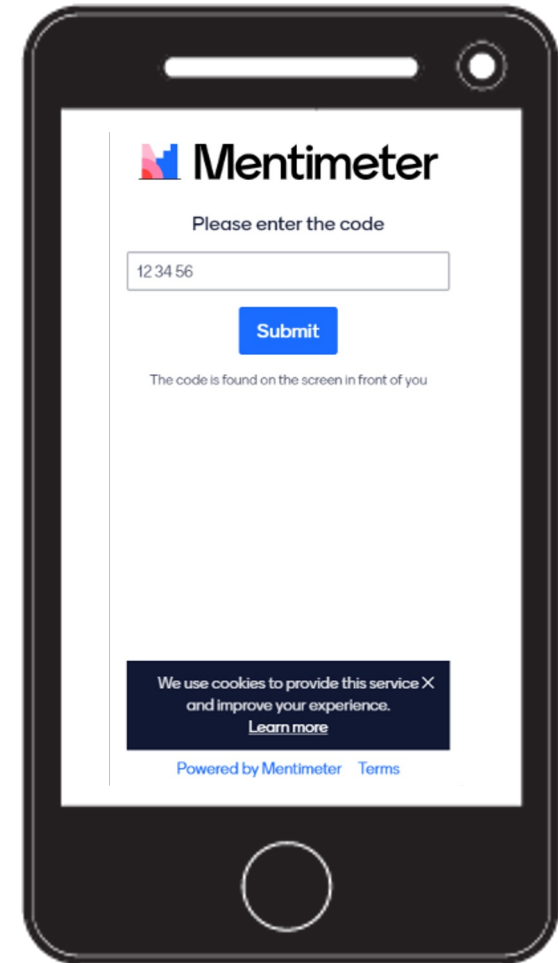 Mentimeter
Please enter the code
12 34 56
Submit
The code is found on the screen in front of you
We use cookies to provide this service X
and improve your experience.
Learn more
Powered by Mentimeter Terms